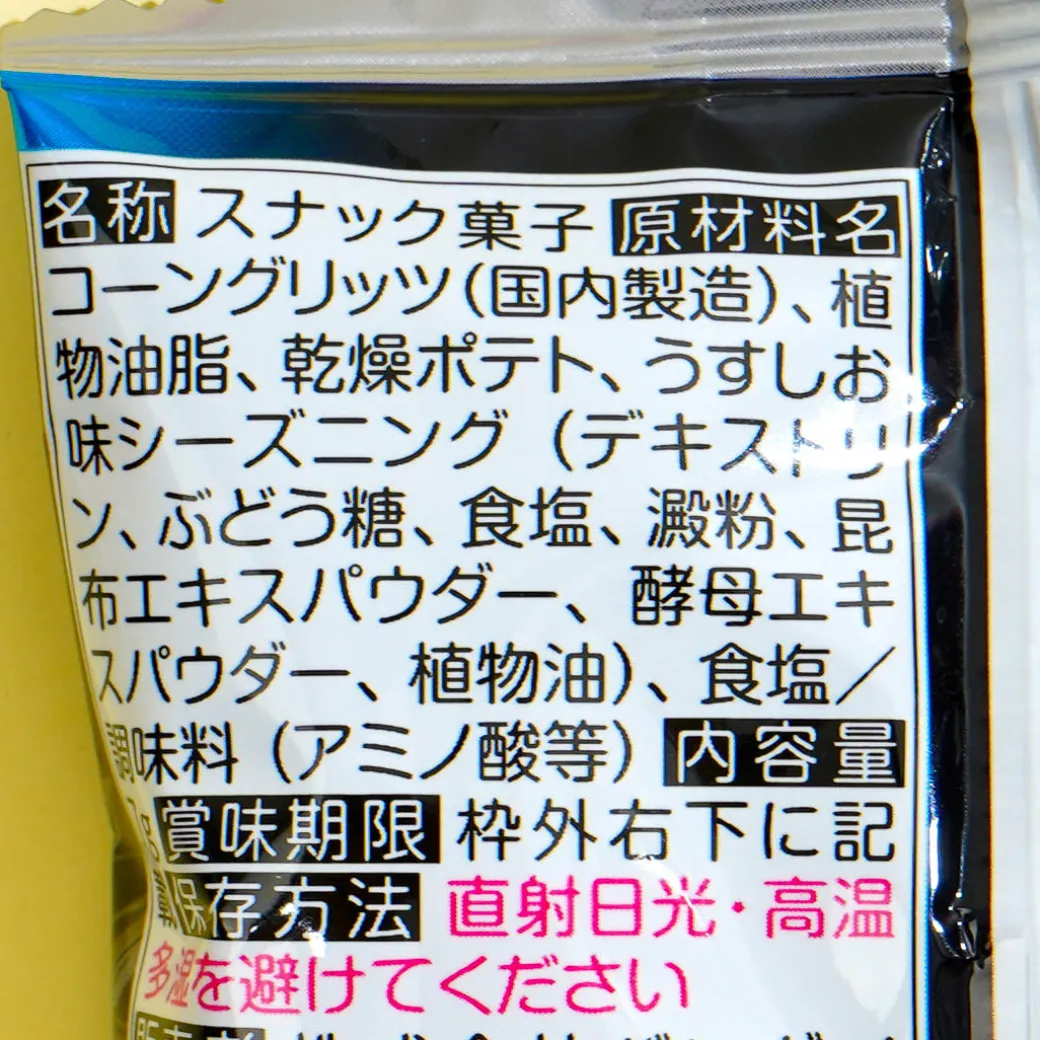 名称 スナック菓子 原材料名
コーングリッツ(国内製造)、植
物油脂、乾燥ポテト、うすしお
味シーズニング(デキストリ
ン、ぶどう糖、食塩、澱粉、昆
布エキスパウダー、酵母エキ
スパウダー、植物油)、食塩／
調味料(アミノ酸等) 内容量
賞味期限 枠外右下に記
保存方法 直射日光・高温
多湿を避けてください